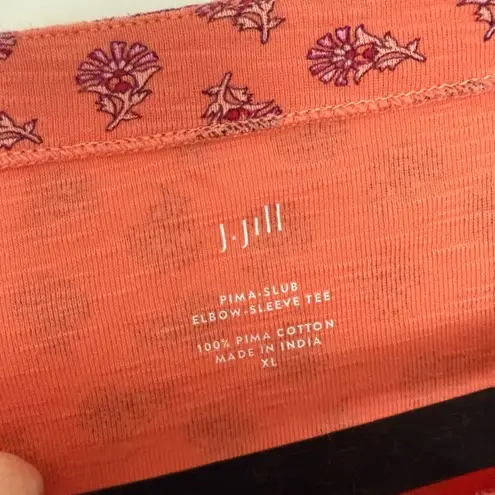 J.Jill
PIMA-SLUB
ELBOW-SLEEVE TEE
100% PIMA COTTON
MADE IN INDIA
XL